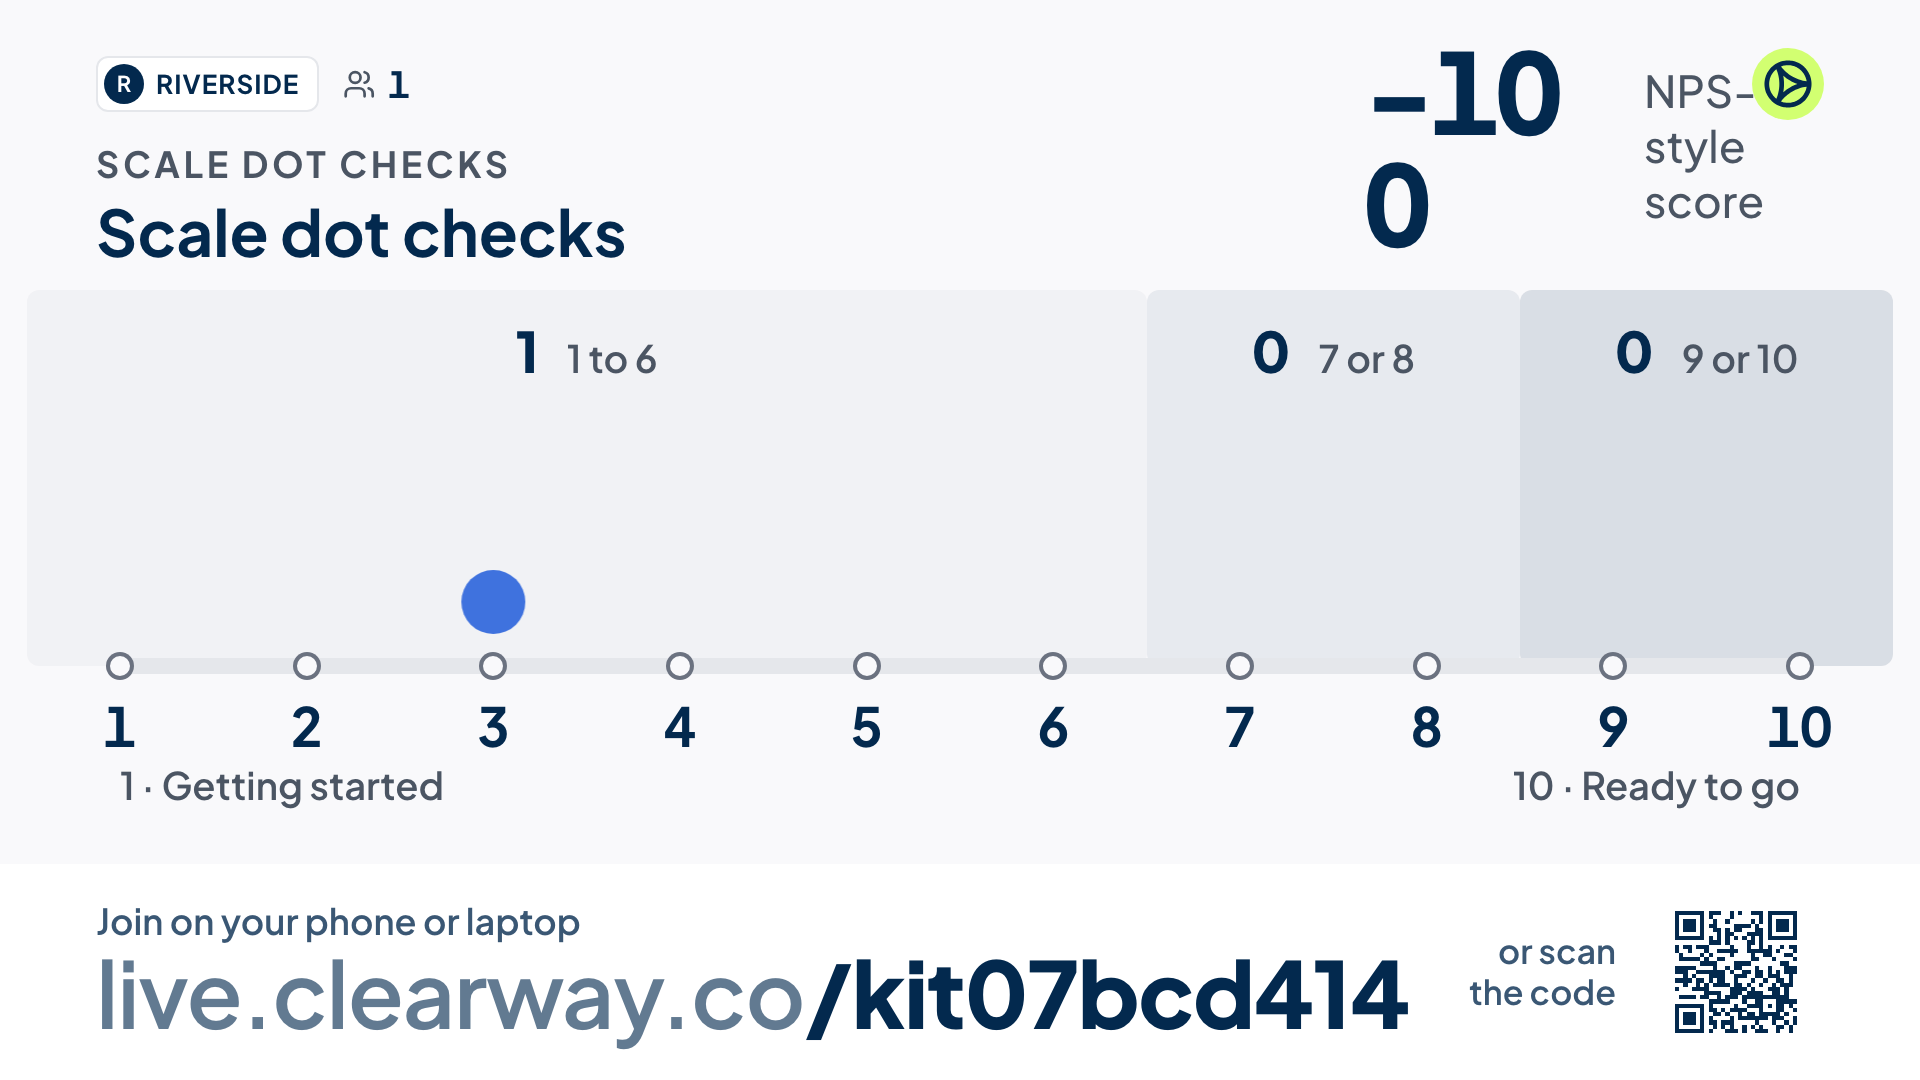 R RIVERSIDE 1
SCALE DOT CHECKS
Scale dot checks
–10
0
NPS-
style
score
1 1 to 6
0 7 or 8
0 9 or 10
1 2 3 4 5 6 7 8 9 10
1 · Getting started
10 · Ready to go
Join on your phone or laptop
live.clearway.co/kit07bcd414
or scan
the code